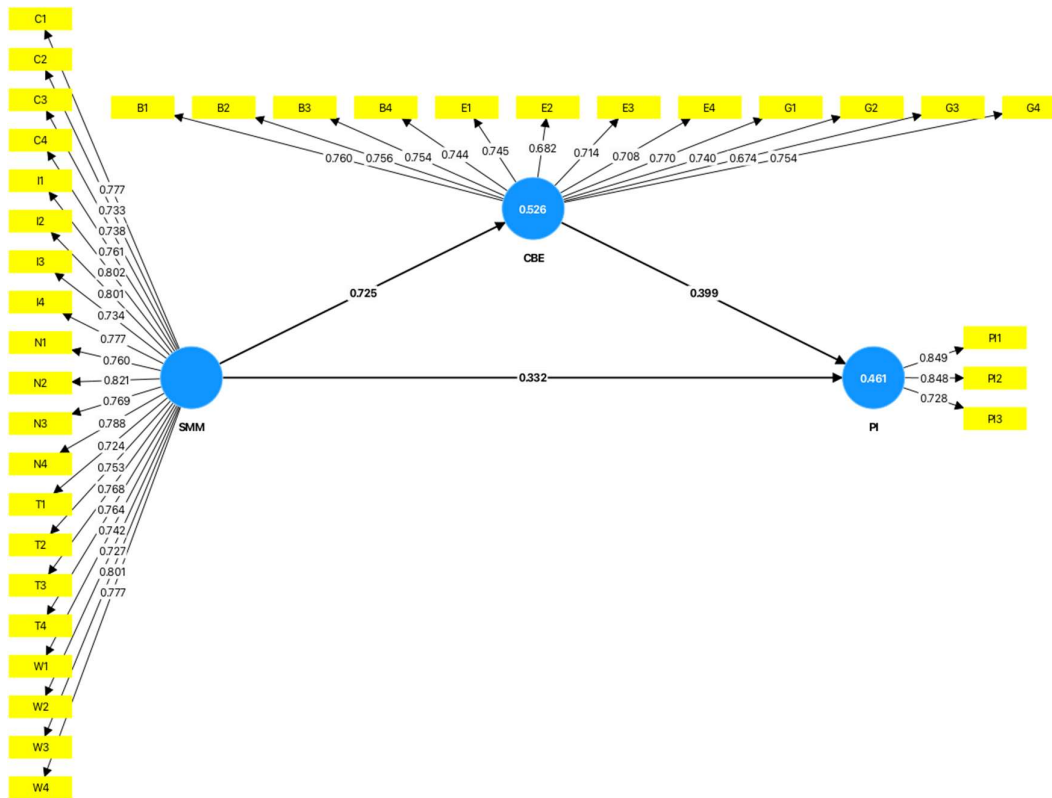 C1
C2
C3
C4
I1
I2
I3
I4
N1
N2
N3
N4
T1
T2
T3
T4
W1
W2
W3
W4
0.777
0.733
0.738
0.761
0.802
0.801
0.734
0.777
0.760
0.821
0.769
0.788
0.724
0.753
0.768
0.764
0.742
0.727
0.801
0.777
SMM
B1 B2 B3 B4 E1 E2 E3 E4 G1 G2 G3 G4
0.760 0.756 0.754 0.744 0.745 0.682 0.714 0.708 0.770 0.740 0.674 0.754
0.526
CBE
0.725
0.399
0.332
0.461
PI
0.849
0.848
0.728
PI1
PI2
PI3